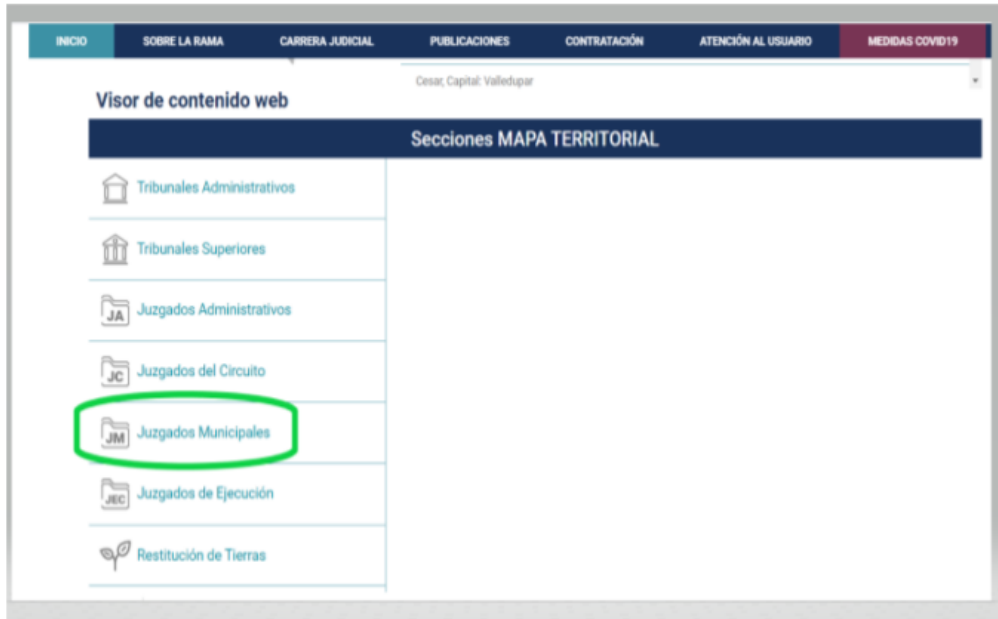 INICIO SOBRE LA RAMA CARRERA JUDICIAL PUBLICACIONES CONTRATACIÓN ATENCIÓN AL USUARIO MEDIDAS COVID19
Cesar, Capital: Valledupar
Visor de contenido web
Secciones MAPA TERRITORIAL
Tribunales Administrativos
Tribunales Superiores
JA Juzgados Administrativos
JC Juzgados del Circuito
JM Juzgados Municipales
JEC Juzgados de Ejecución
Restitución de Tierras